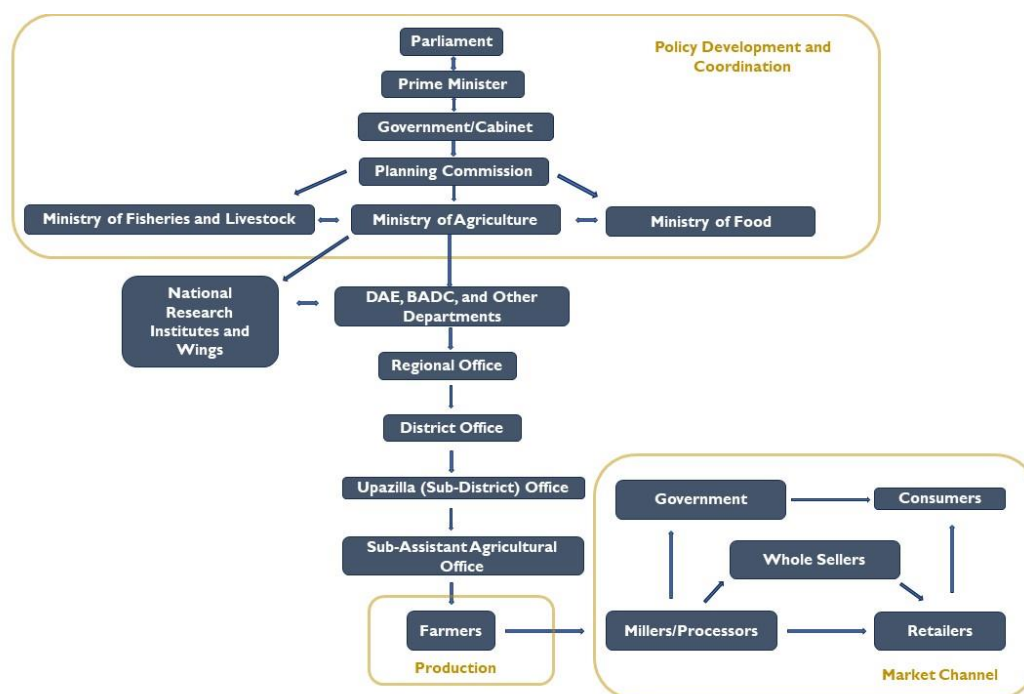 Parliament
Policy Development and
Coordination
Prime Minister
Government/Cabinet
Planning Commission
Ministry of Fisheries and Livestock
Ministry of Agriculture
Ministry of Food
National
Research
Institutes and
Wings
DAE, BADC, and Other
Departments
Regional Office
District Office
Upazilla (Sub-District) Office
Sub-Assistant Agricultural
Office
Farmers
Production
Government
Consumers
Whole Sellers
Millers/Processors
Retailers
Market Channel